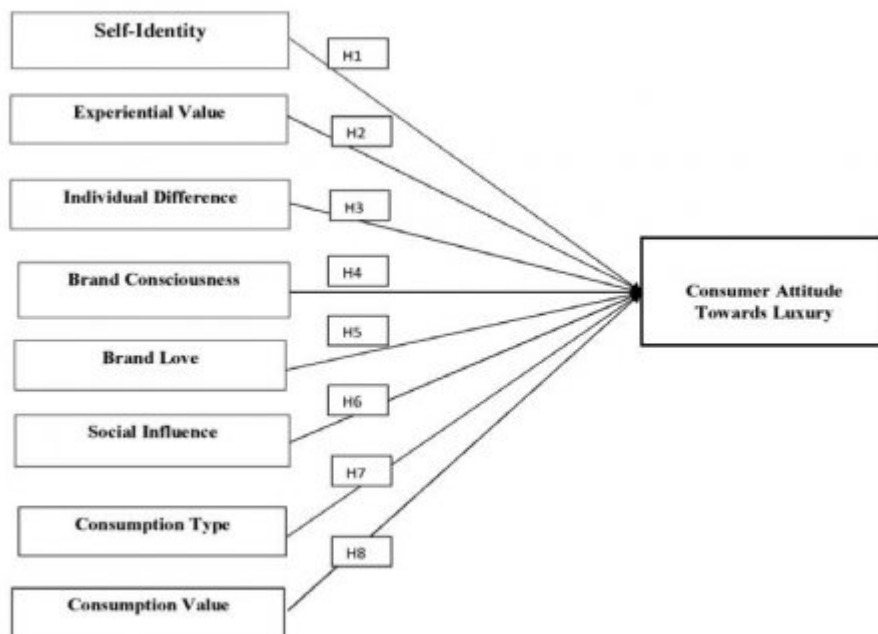 Self-Identity
H1
Experiential Value
H2
Individual Difference
H3
Brand Consciousness
H4
Brand Love
H5
Social Influence
H6
Consumption Type
H7
Consumption Value
H8
Consumer Attitude
Towards Luxury